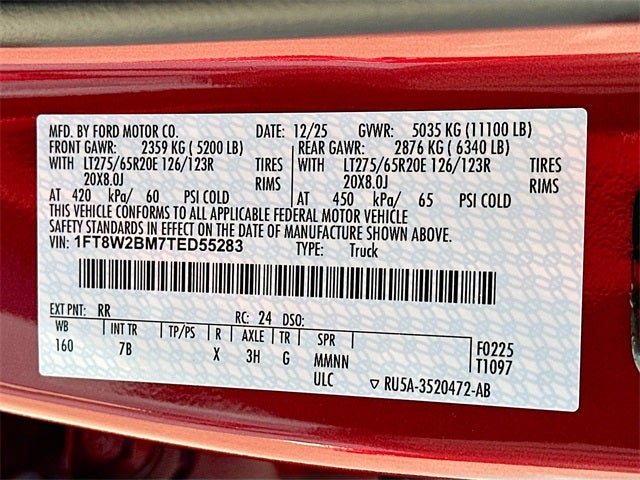 MFD. BY FORD MOTOR CO. DATE: 12/25 GVWR: 5035 KG (11100 LB)
FRONT GAWR: 2359 KG ( 5200 LB) REAR GAWR: 2876 KG ( 6340 LB)
WITH LT275/65R20E 126/123R TIRES WITH LT275/65R20E 126/123R TIRES
20X8.0J RIMS 20X8.0J RIMS
AT 420 kPa/ 60 PSI COLD AT 450 kPa/ 65 PSI COLD
THIS VEHICLE CONFORMS TO ALL APPLICABLE FEDERAL MOTOR VEHICLE
SAFETY STANDARDS IN EFFECT ON THE DATE OF MANUFACTURE SHOWN ABOVE.
VIN: 1FT8W2BM7TED55283 TYPE: Truck
EXT PNT: RR RC: 24 DSO:
WB INT TR TP/PS R AXLE TR SPR F0225
160 7B X 3H G MMNN T1097
ULC RU5A-3520472-AB